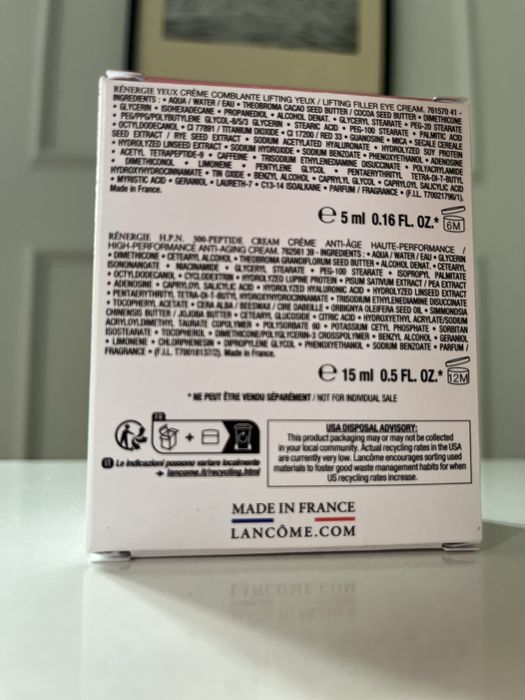 RÉNERGIE YEUX CRÈME COMBLANTE LIFTING YEUX / LIFTING FILLER EYE CREAM. 761570 41 -
INGREDIENTS : • AQUA / WATER / EAU • THEOBROMA CACAO SEED BUTTER / COCOA SEED BUTTER • DIMETHICONE
• GLYCERIN • ISOHEXADECANE • PROPANEDIOL • ALCOHOL DENAT. • GLYCERYL STEARATE • PEG-20 STEARATE
• PEG/PPG/POLYBUTYLENE GLYCOL-8/5/3 GLYCERIN • STEARIC ACID • PEG-100 STEARATE • PALMITIC ACID
• OCTYLDODECANOL • CI 77891 / TITANIUM DIOXIDE • CI 17200 / RED 33 • GUANOSINE • MICA • SECALE CEREALE
SEED EXTRACT / RYE SEED EXTRACT • SODIUM ACETYLATED HYALURONATE • HYDROLYZED SOY PROTEIN
• HYDROLYZED LINSEED EXTRACT • SODIUM HYDROXIDE • SODIUM BENZOATE • PHENOXYETHANOL • ADENOSINE
• ACETYL TETRAPEPTIDE-9 • CAFFEINE • TRISODIUM ETHYLENEDIAMINE DISUCCINATE • POLYACRYLAMIDE
• DIMETHICONOL • LIMONENE • PENTYLENE GLYCOL • PENTAERYTHRITYL TETRA-DI-T-BUTYL
HYDROXYHYDROCINNAMATE • TIN OXIDE • BENZYL ALCOHOL • CAPRYLYL GLYCOL • CAPRYLOYL SALICYLIC ACID
• MYRISTIC ACID • GERANIOL • LAURETH-7 • C13-14 ISOALKANE • PARFUM / FRAGRANCE • (F.I.L. T70021796/1).
Made in France.
℮ 5 ml 0.16 FL. OZ.* 6M
RÉNERGIE H.P.N. 300-PEPTIDE CREAM CRÈME ANTI-ÂGE HAUTE-PERFORMANCE /
HIGH-PERFORMANCE ANTI-AGING CREAM. 762561 39 - INGREDIENTS : • AQUA / WATER / EAU • GLYCERIN
• DIMETHICONE • CETEARYL ALCOHOL • THEOBROMA GRANDIFLORUM SEED BUTTER • ALCOHOL DENAT. • CETEARYL
ISONONANOATE • NIACINAMIDE • GLYCERYL STEARATE • PEG-100 STEARATE • ISOPROPYL PALMITATE
• OCTYLDODECANOL • CYCLODEXTRIN • HYDROLYZED LUPINE PROTEIN • PISUM SATIVUM EXTRACT / PEA EXTRACT
ADENOSINE • CAPRYLOYL SALICYLIC ACID • HYDROLYZED HYALURONIC ACID • HYDROLYZED LINSEED EXTRACT
• PENTAERYTHRITYL TETRA-DI-T-BUTYL HYDROXYHYDROCINNAMATE • TRISODIUM ETHYLENEDIAMINE DISUCCINATE
• TOCOPHERYL ACETATE • CERA ALBA / BEESWAX / CIRE D'ABEILLE • ORBIGNYA OLEIFERA SEED OIL • SIMMONDSIA
CHINENSIS BUTTER / JOJOBA BUTTER • CETEARYL GLUCOSIDE • CITRIC ACID • HYDROXYETHYL ACRYLATE/SODIUM
ACRYLOYLDIMETHYL TAURATE COPOLYMER • POLYSORBATE 60 • POTASSIUM CETYL PHOSPHATE • SORBITAN
ISOSTEARATE • TOCOPHEROL • DIMETHICONE/POLYGLYCERIN-3 CROSSPOLYMER • BENZYL ALCOHOL • GERANIOL
• LIMONENE • CHLORPHENESIN • DIPROPYLENE GLYCOL • PHENOXYETHANOL • SODIUM BENZOATE • PARFUM /
FRAGRANCE • (F.I.L. Made in France.
℮ 15 ml 0.5 FL. OZ.* 12M
* NE PEUT ÊTRE VENDU SÉPARÉMENT / NOT FOR INDIVIDUAL SALE
FR
+
IT Le indicazioni possono variare localmente
→ lancome.it/recycling.html
USA DISPOSAL ADVISORY:
This product packaging may or may not be collected
in your local community. Actual recycling rates in the USA
are currently very low. Lancôme encourages sorting used
materials to foster good waste management habits for when
US recycling rates increase.
MADE IN FRANCE
LANCÔME.COM